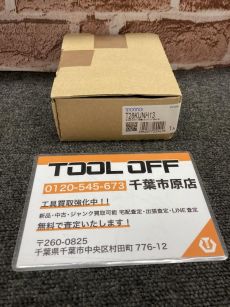 T28KUNH13
TOOL OFF
0120-545-673 千葉市原店
工具買取強化中！！
新品・中古・ジャンク買取可能 宅配査定・出張査定・LINE査定
無料で査定いたします！
〒260-0825
千葉県千葉市中央区村田町 776-12